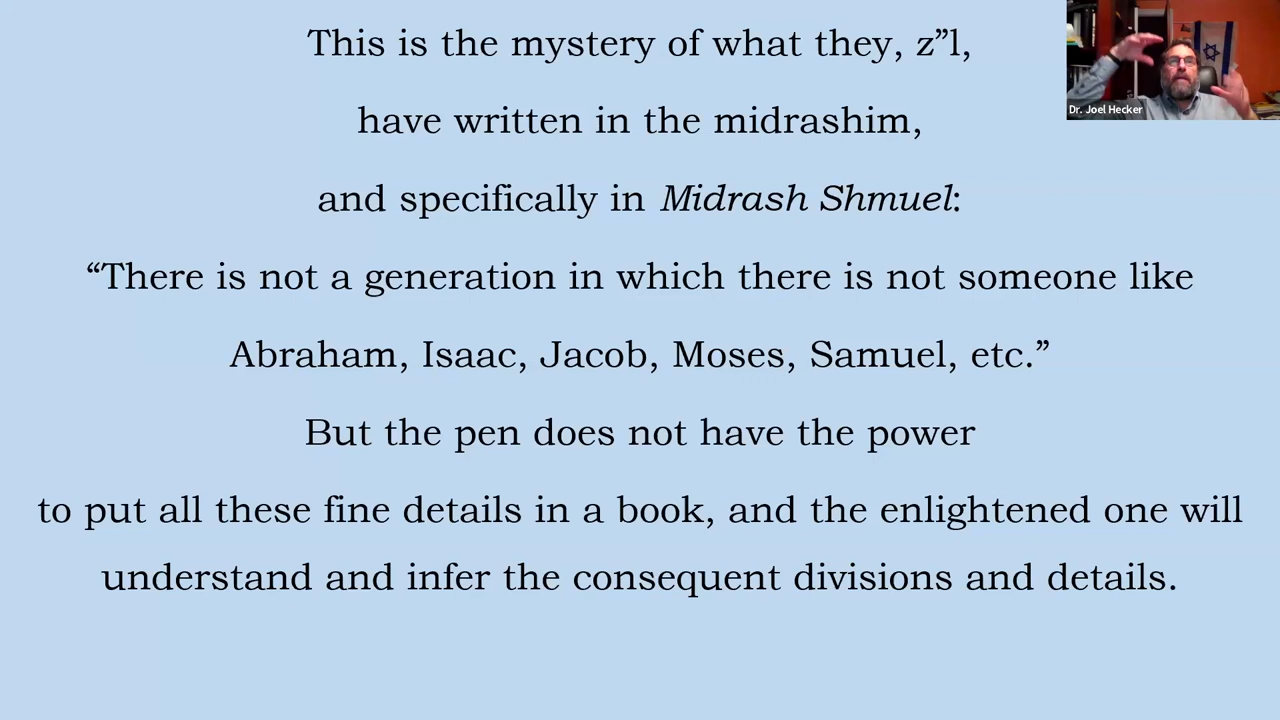 This is the mystery of what they, z”l,
have written in the midrashim,
and specifically in Midrash Shmuel:
“There is not a generation in which there is not someone like
Abraham, Isaac, Jacob, Moses, Samuel, etc.”
But the pen does not have the power
to put all these fine details in a book, and the enlightened one will
understand and infer the consequent divisions and details.
Dr. Joel Hecker